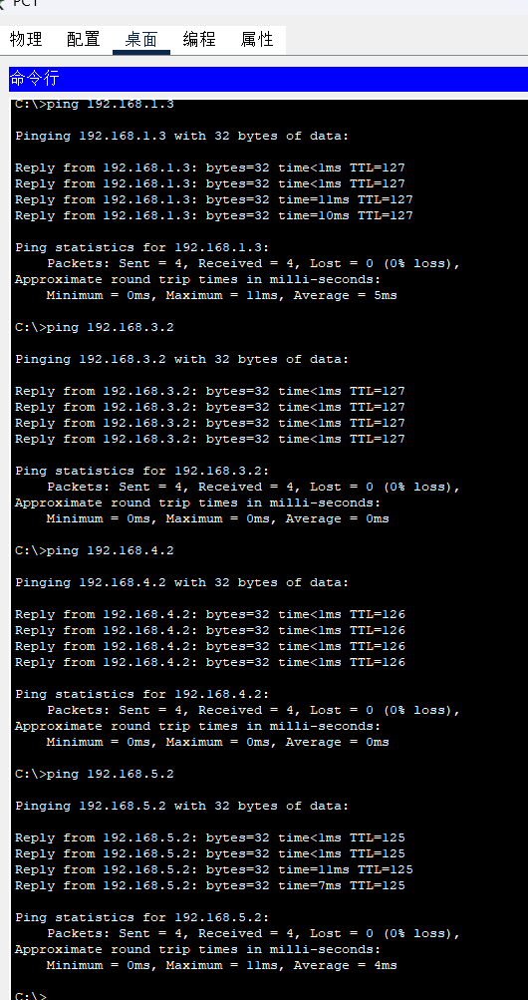 PC1
物理 配置 桌面 编程 属性
命令行
C:\>ping 192.168.1.3
Pinging 192.168.1.3 with 32 bytes of data:
Reply from 192.168.1.3: bytes=32 time<1ms TTL=127
Reply from 192.168.1.3: bytes=32 time<1ms TTL=127
Reply from 192.168.1.3: bytes=32 time=11ms TTL=127
Reply from 192.168.1.3: bytes=32 time=10ms TTL=127
Ping statistics for 192.168.1.3:
    Packets: Sent = 4, Received = 4, Lost = 0 (0% loss),
Approximate round trip times in milli-seconds:
    Minimum = 0ms, Maximum = 11ms, Average = 5ms
C:\>ping 192.168.3.2
Pinging 192.168.3.2 with 32 bytes of data:
Reply from 192.168.3.2: bytes=32 time<1ms TTL=127
Reply from 192.168.3.2: bytes=32 time<1ms TTL=127
Reply from 192.168.3.2: bytes=32 time<1ms TTL=127
Reply from 192.168.3.2: bytes=32 time<1ms TTL=127
Ping statistics for 192.168.3.2:
    Packets: Sent = 4, Received = 4, Lost = 0 (0% loss),
Approximate round trip times in milli-seconds:
    Minimum = 0ms, Maximum = 0ms, Average = 0ms
C:\>ping 192.168.4.2
Pinging 192.168.4.2 with 32 bytes of data:
Reply from 192.168.4.2: bytes=32 time<1ms TTL=126
Reply from 192.168.4.2: bytes=32 time<1ms TTL=126
Reply from 192.168.4.2: bytes=32 time<1ms TTL=126
Reply from 192.168.4.2: bytes=32 time<1ms TTL=126
Ping statistics for 192.168.4.2:
    Packets: Sent = 4, Received = 4, Lost = 0 (0% loss),
Approximate round trip times in milli-seconds:
    Minimum = 0ms, Maximum = 0ms, Average = 0ms
C:\>ping 192.168.5.2
Pinging 192.168.5.2 with 32 bytes of data:
Reply from 192.168.5.2: bytes=32 time<1ms TTL=125
Reply from 192.168.5.2: bytes=32 time<1ms TTL=125
Reply from 192.168.5.2: bytes=32 time=11ms TTL=125
Reply from 192.168.5.2: bytes=32 time=7ms TTL=125
Ping statistics for 192.168.5.2:
    Packets: Sent = 4, Received = 4, Lost = 0 (0% loss),
Approximate round trip times in milli-seconds:
    Minimum = 0ms, Maximum = 11ms, Average = 4ms
C:\>